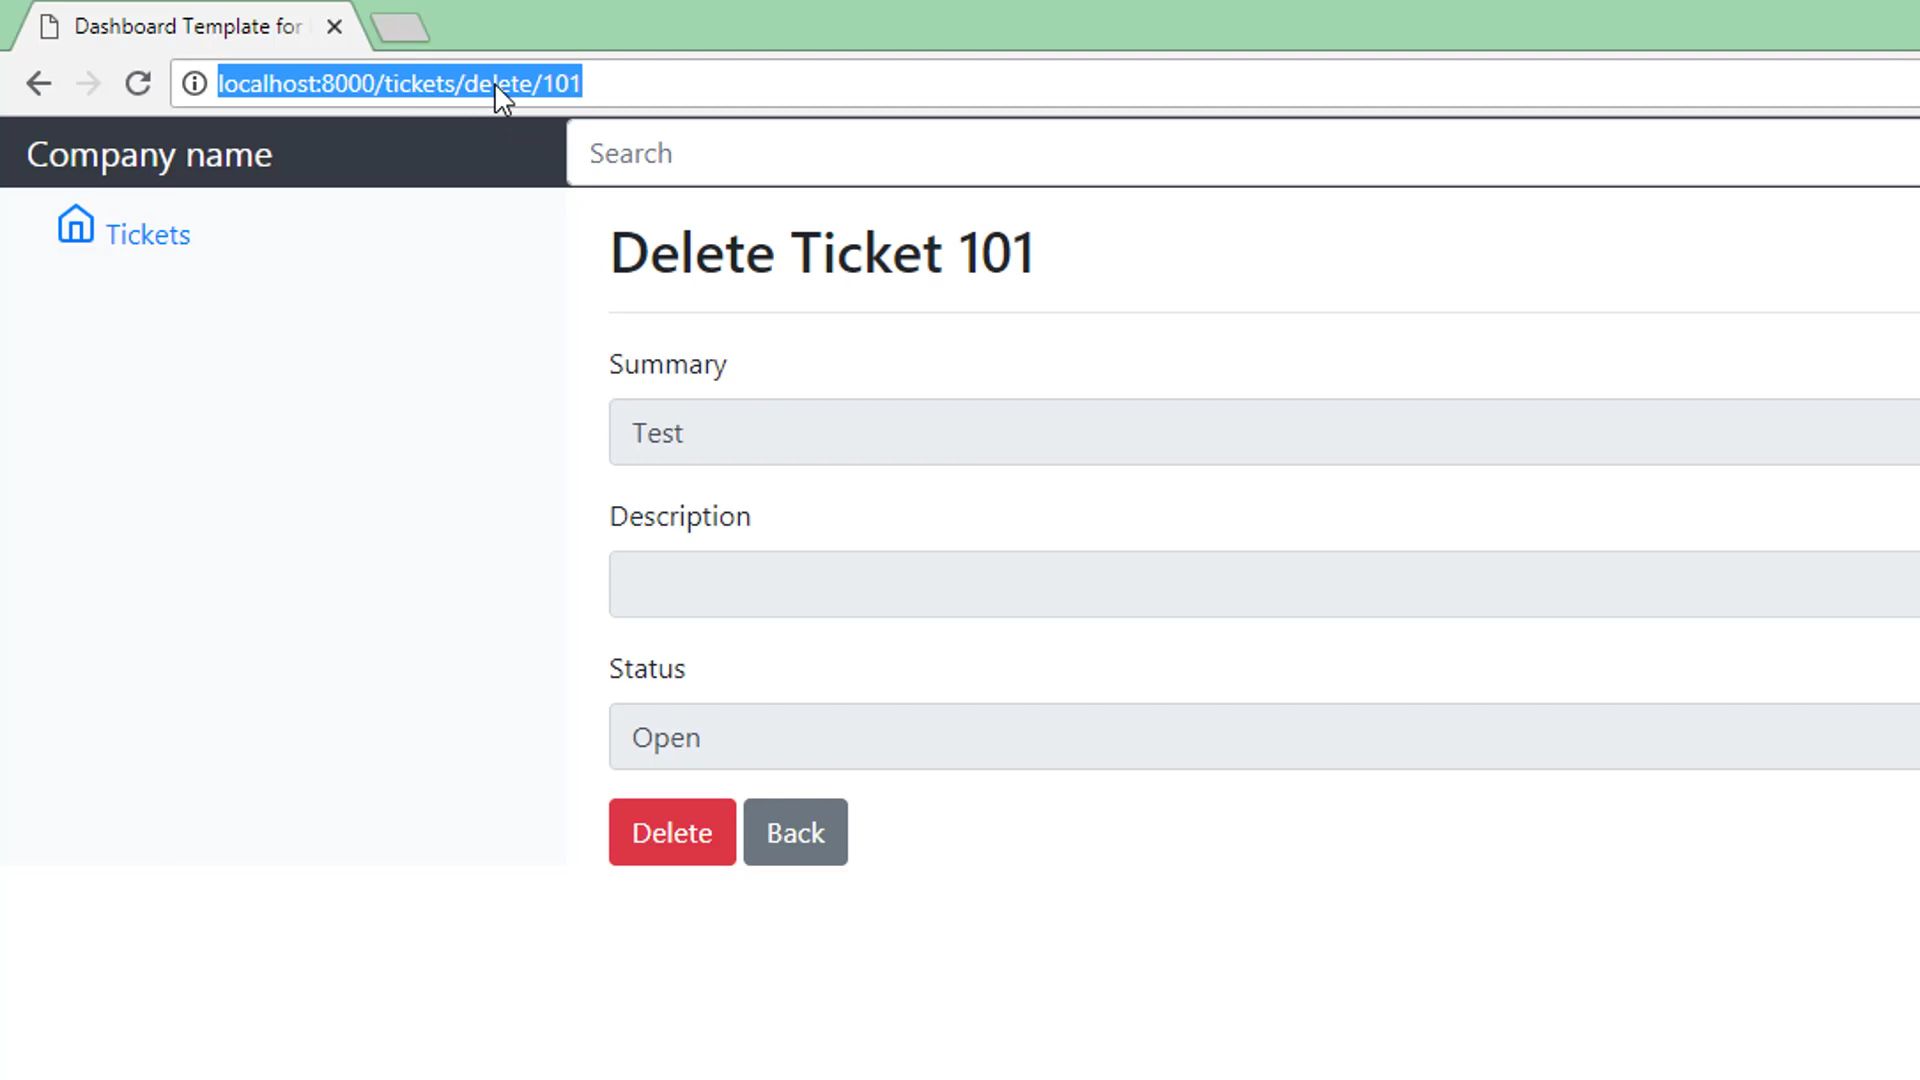 Dashboard Template for
localhost:8000/tickets/delete/101
Company name
Search
Tickets
Delete Ticket 101
Summary
Test
Description
Status
Open
Delete
Back